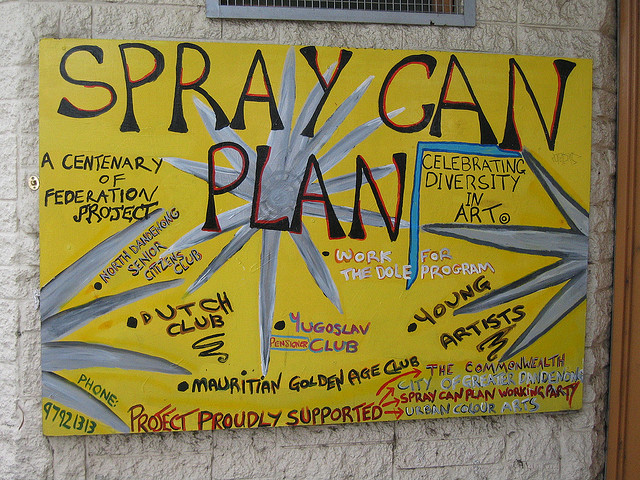 SPRAY CAN
PLAN
A CENTENARY
OF
FEDERATION
PROJECT
CELEBRATING
DIVERSITY
IN
ART
• NORTH DANDENONG
SENIOR
CITIZENS
CLUB
• WORK FOR
THE DOLE PROGRAM
• DUTCH
CLUB
• YUGOSLAV
PENSIONER CLUB
• YOUNG
ARTISTS
• MAURITIAN GOLDEN AGE CLUB
PHONE:
97921313
PROJECT PROUDLY SUPPORTED
THE COMMONWEALTH
CITY OF GREATER DANDENONG
SPRAY CAN PLAN WORKING PARTY
URBAN COLOUR ARTS